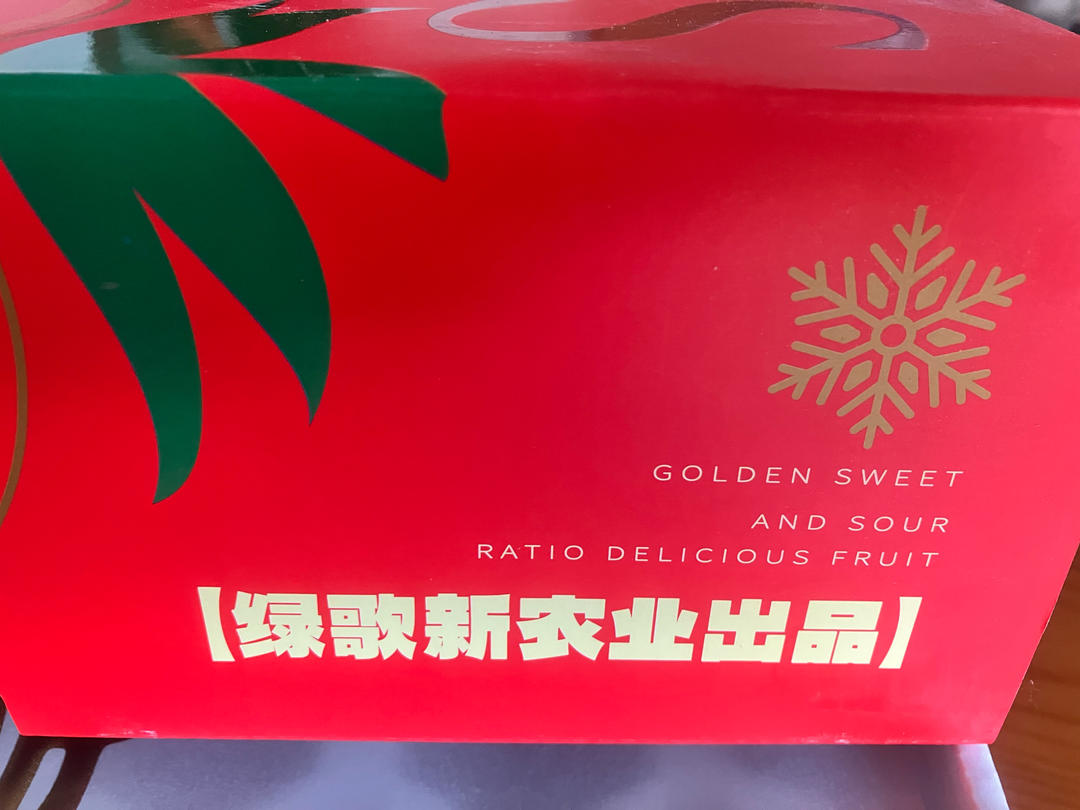 GOLDEN SWEET
AND SOUR
RATIO DELICIOUS FRUIT
【绿歌新农业出品】